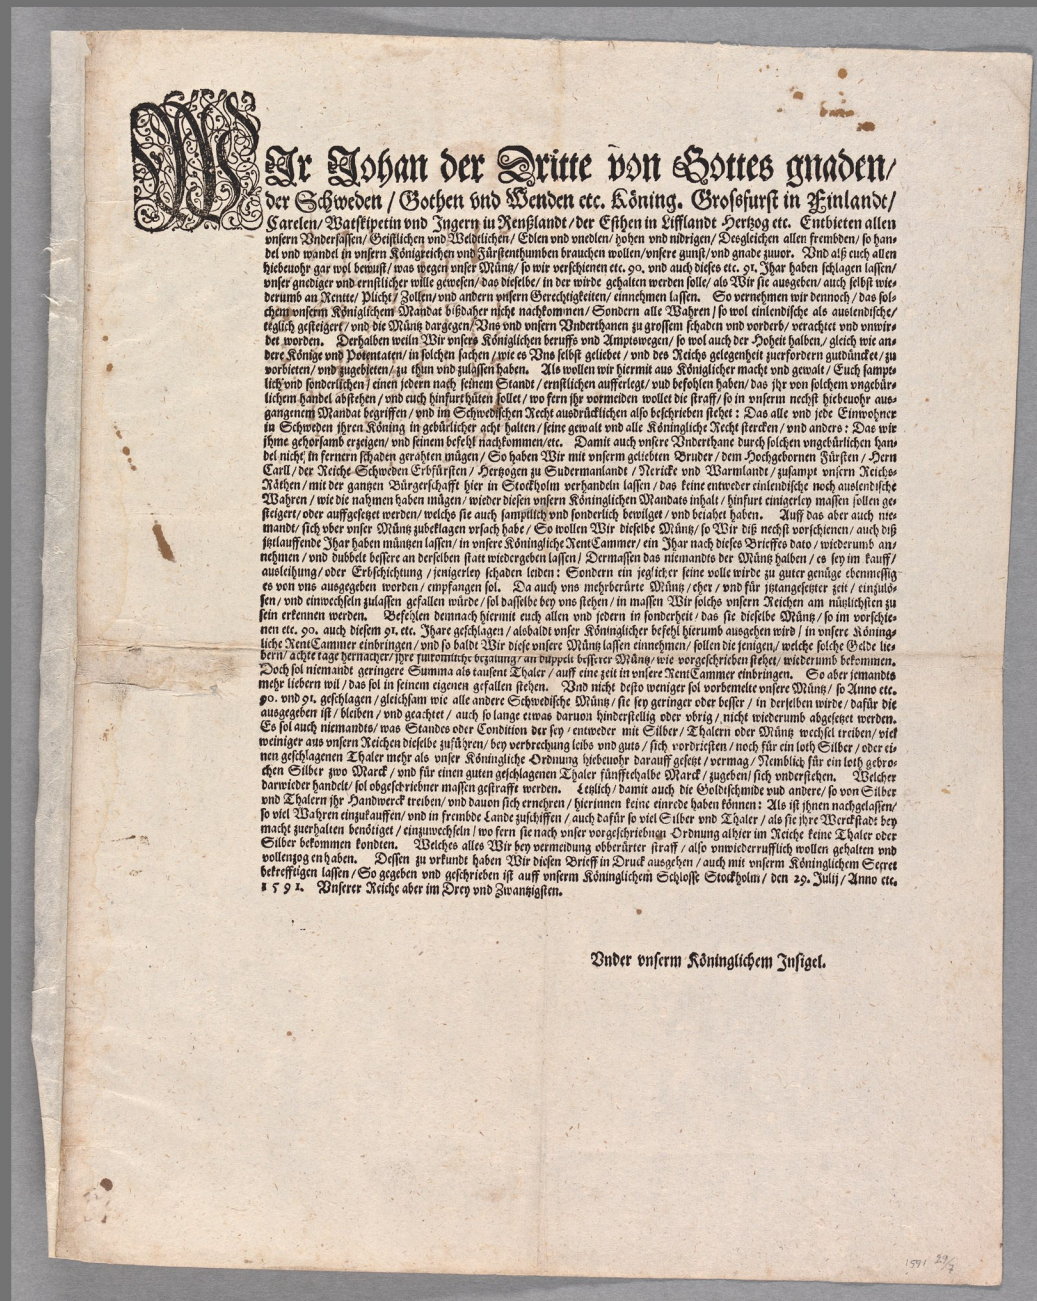 WIr Johan der Dritte von Gottes gnaden/
der Schweden / Gothen vnd Wenden etc. Köning. Grossfurst in Finlandt/
Carelen/ Watskipetin vnd Ingern in Renßlandt /der Esthen in Lifflandt Hertzog etc. Entbieten allen
vnsern Vndersassen/ Geistlichen vnd Weldtlichen/ Edlen vnd vnedlen/ hohen vnd nidrigen/ Desgleichen allen frembden/ so han-
del vnd wandel in vnsern Königreichen vnd Fürstenthumben brauchen wollen/ vnsere gunst/ vnd gnade zuuor. Vnd alß euch allen
hiebeuohr gar wol bewust/ was wegen vnser Müntz/ so wir verschienen etc. 90. vnd auch dieses etc. 91. Jhar haben schlagen lassen/
vnser gnediger vnd ernstlicher wille gewesen/ das dieselbe/ in der wirde gehalten werden solle/ als Wir sie ausgeben/ auch selbst wie-
derumb an Rentte/ Plicht/ Zollen/ vnd andern vnsern Gerechtigkeiten/ einnehmen lassen. So vernehmen wir dennoch/ das sol-
chem vnserm Königlichem Mandat bißdaher nicht nachkommen/ Sondern alle Wahren/ so wol einlendische als auslendische/
teglich gesteigert/ vnd die Müntz dargegen/ Vns vnd vnsern Vnderthanen zu grossem schaden vnd vorderb/ verachtet vnd vnwir-
det worden. Derhalben weiln Wir vnsers Königlichen beruffs vnd Amptswegen/ so wol auch der Hoheit halben/ gleich wie an-
dere Könige vnd Potentaten/ in solchen sachen/ wie es Vns selbst geliebet / vnd des Reichs gelegenheit zuerfordern gutdüncket/ zu
vorbieten/ vnd zugebieten/ zu thun vnd zulassen haben. Als wollen wir hiermit aus Königlicher macht vnd gewalt / Euch sampt-
lich vnd sonderlichen/ einen jedern nach seinem Standt / ernstlichen aufferlegt/ vnd befohlen haben/ das jhr von solchem vngebür-
lichem handel abstehen / vnd euch hinfurt hüten sollet/ wo fern jhr vormeiden wollet die straff/ so in vnserm nechst hiebeuohr aus-
gangenem Mandat begriffen / vnd im Schwedischen Recht ausdrücklichen also beschrieben stehet : Das alle vnd jede Einwohner
in Schweden jhren Köning in gebürlicher acht halten / seine gewalt vnd alle Köningliche Recht stercken / vnd anders : Das wir
jhme gehorsamb erzeigen/ vnd seinem befehl nachkommen/etc. Damit auch vnsere Vnderthane durch solchen vngebürlichen han-
del nicht/ in fernern schaden gerahten mügen/ So haben Wir mit vnserm geliebten Bruder/ dem Hochgebornen Fürsten / Hern
Carll/ der Reiche Schweden Erbfürsten / Hertzogen zu Sudermanlandt / Nericke vnd Warmlandt/ zusampt vnsern Reichs-
Räthen/ mit der gantzen Bürgerschafft hier in Stockholm verhandeln lassen/ das keine entweder einlendische noch auslendische
Wahren / wie die nahmen haben mügen/ wieder diesen vnsern Königlichen Mandats inhalt / hinfurt einigerley massen sollen ge-
steigert/ oder auffgesetzt werden/ welchs sie auch samptlich vnd sonderlich bewilget / vnd beiahet haben. Auff das aber auch nie-
mandt/ sich vber vnser Müntz zubeklagen vrsach habe / So wollen Wir dieselbe Müntz/ so Wir diß nechst vorschienen / auch diß
jtztlauffende Jhar haben müntzen lassen/ in vnsere Köningliche RentCammer/ ein Jhar nach dieses Brieffes dato / wiederumb an-
nehmen / vnd dubbelt bessere an derselben statt wiedergeben lassen / Dermassen das niemandts der Müntz halben / es sey im kauff/
ausleihung / oder Erbschichtung / jenigerley schaden leiden : Sondern ein jeglicher seine volle wirde zu guter genüge ebenmessig
es von vns ausgegeben worden / empfangen sol. Da auch vns mehrberürte Müntz / eher / vnd für jtztangesetzter zeit / einzulö-
sen / vnd einwechseln zulassen gefallen würde / sol dasselbe bey vns stehen / in massen Wir solchs vnsern Reichen am nützlichsten zu
sein erkennen werden. Befehlen demnach hiermit euch allen vnd jedern in sonderheit / das sie dieselbe Müntz / so im vorschie-
nen etc. 90. auch diesem 91. etc. Jhare geschlagen / alsbaldt vnser Königlicher befehl hierumb ausgehen wird / in vnsere Köning-
liche RentCammer einbringen / vnd so baldt Wir diese vnsere Müntz lassen einnehmen / sollen die jenigen/ welche solche Gelde lie-
bern/ achte tage hernacher/ jhre bezalung/ an düppelt besserer Müntz/ wie vorgeschrieben stehet/ wiederumb bekommen.
Doch sol niemandt geringere Summa als tausent Thaler / auff eine zeit in vnsere RentCammer einbringen. So aber jemandts
mehr liebern wil / das sol in seinem eigenen gefallen stehen. Vnd nicht desto weniger sol vorbemelte vnsere Müntz/ so Anno etc.
90. vnd 91. geschlagen / gleichsam wie alle andere Schwedische Müntz / sie sey geringer oder besser / in derselben wirde / dafür die
ausgegeben ist / bleiben / vnd geachtet / auch so lange etwas daruon hinderstellig oder vbrig / nicht wiederumb abgesetzt werden.
Es sol auch niemandts/ was Standes oder Condition der sey / entweder mit Silber / Thalern oder Müntz wechsel treiben/ viel
weiniger aus vnsern Reichen dieselbe zuführen / bey verbrechung leibs vnd guts / sich vordriesten / noch für ein loth Silber / oder ei-
nen geschlagenen Thaler mehr als vnser Köningliche Ordnung hiebeuohr darauff gesetzt / vermag / Nemblich für ein loth gebro-
chen Silber zwo Marck / vnd für einen guten geschlagenen Thaler fünfftehalbe Marck / zugeben/ sich vnderstehen. Welcher
darwieder handelt/ sol obgeschriebner massen gestrafft werden. Letzlich / damit auch die Goldtschmide vnd andere/ so von Silber
vnd Thalern jhr Handwerck treiben/ vnd dauon sich ernehren / hierinnen keine einrede haben können : Als ist jhnen nachgelassen/
so viel Wahren einzukauffen / vnd in frembde Lande zuschiffen / auch dafür so viel Silber vnd Thaler / als sie jhre Werckstadt bey
macht zuerhalten benötiget / einzuwechseln/ wo fern sie nach vnser vorgeschriebnen Ordnung alhier im Reiche keine Thaler oder
Silber bekommen kondten. Welches alles Wir bey vermeidung obberürter straff / also vnwiederrufflich wollen gehalten vnd
vollenzogen haben. Dessen zu vrkundt haben Wir diesen Brieff in Druck ausgehen / auch mit vnserm Köninglichem Secret
bekrefftigen lassen / So gegeben vnd geschrieben ist auff vnserm Köninglichem Schlosse Stockholm / den 29. Julij / Anno etc.
1591. Vnserer Reiche aber im Drey vnd Zwantzigsten.
Vnder vnserm Köninglichem Insigel.
1591 29/7